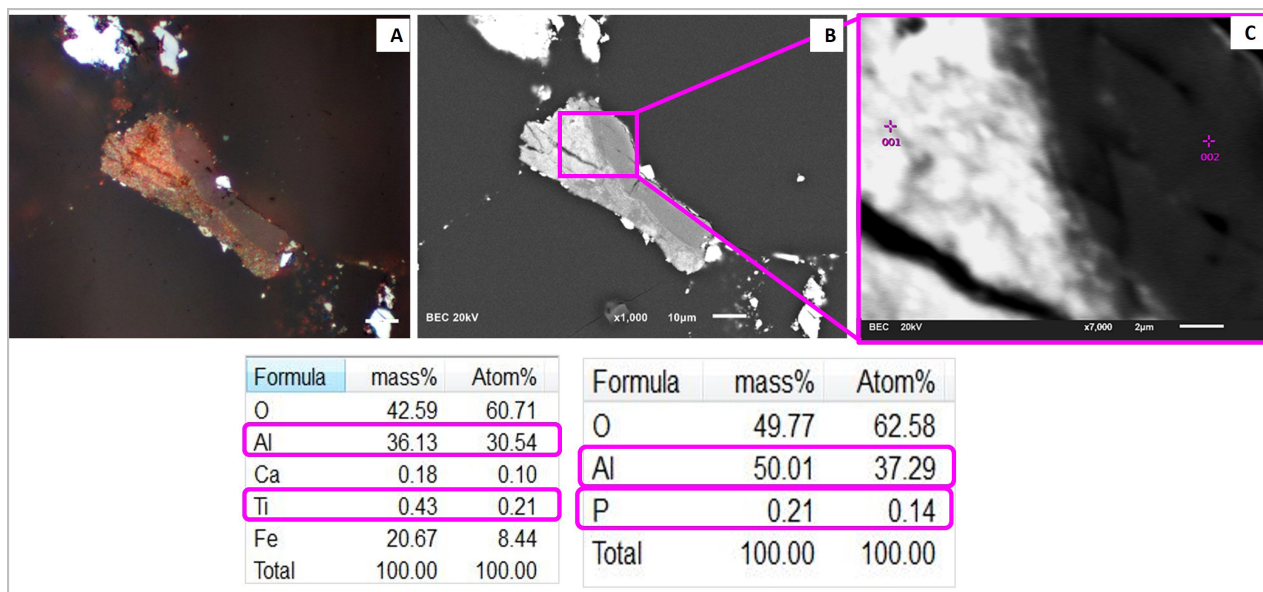 A
B
C
001
002
BEC 20kV x1,000 10µm
BEC 20kV x7,000 2µm
Formula mass% Atom%
O 42.59 60.71
Al 36.13 30.54
Ca 0.18 0.10
Ti 0.43 0.21
Fe 20.67 8.44
Total 100.00 100.00
Formula mass% Atom%
O 49.77 62.58
Al 50.01 37.29
P 0.21 0.14
Total 100.00 100.00